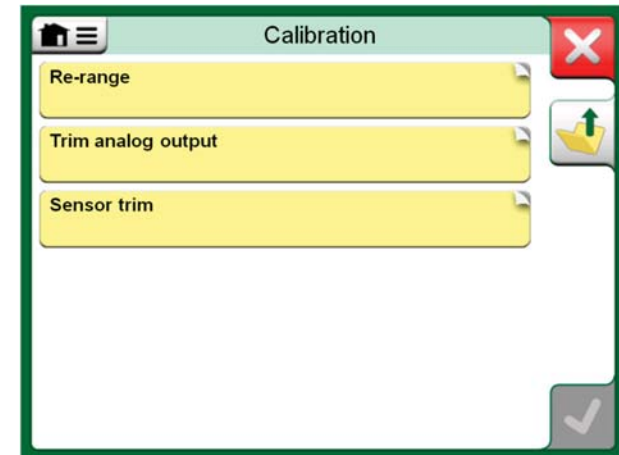 Calibration
Re-range
Trim analog output
Sensor trim